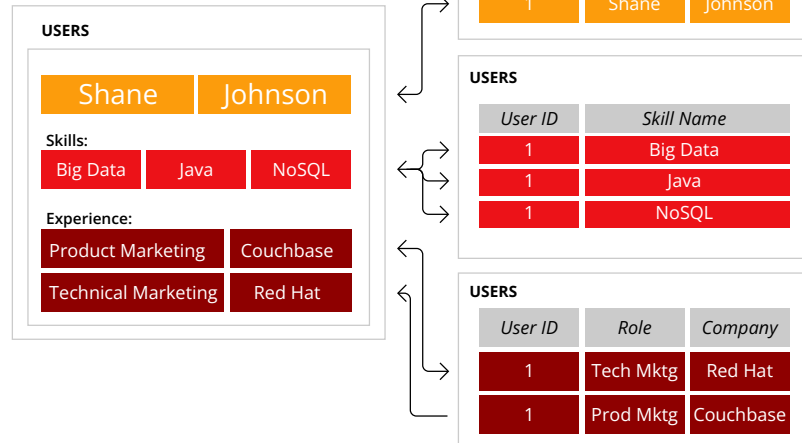 USERS
Shane Johnson
Skills:
Big Data Java NoSQL
Experience:
Product Marketing Couchbase
Technical Marketing Red Hat
1 Shane Johnson
USERS
User ID Skill Name
1 Big Data
1 Java
1 NoSQL
USERS
User ID Role Company
1 Tech Mktg Red Hat
1 Prod Mktg Couchbase